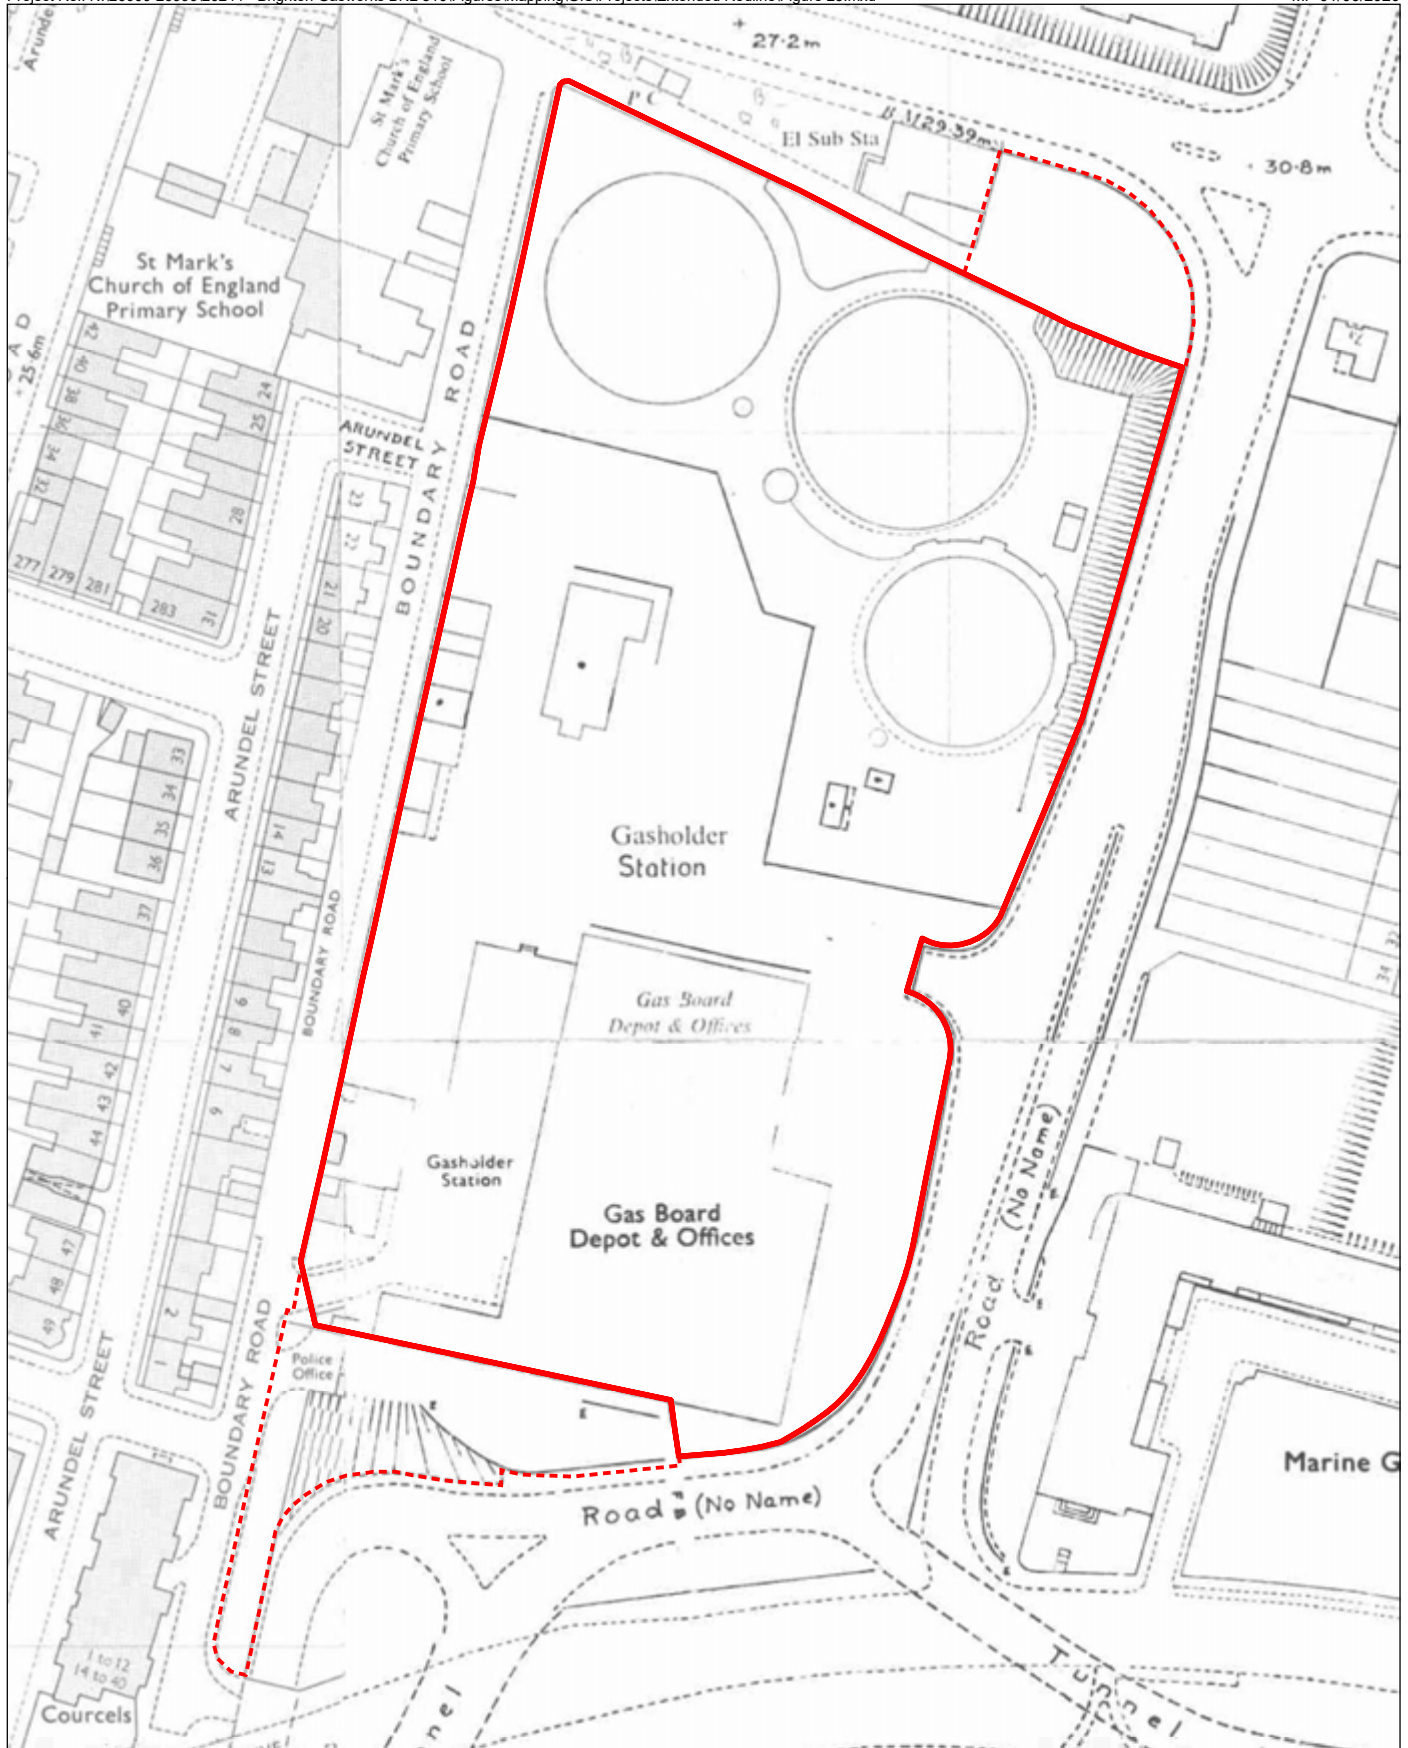 27·2m
St Mark's
Church of England
Primary School
P C
El Sub Sta
B M 29·39m
30·8m
St Mark's
Church of England
Primary School
25·6m
42
40
38
36
34
32
24
25
28
31
277
279
281
283
ARUNDEL
STREET
BOUNDARY ROAD
23
22
21
20
ARUNDEL STREET
33
34
35
36
37
14
13
Gasholder
Station
BOUNDARY ROAD
9
8
7
6
40
41
42
43
44
47
48
49
Gas Board
Depot & Offices
32
34
Gasholder
Station
Gas Board
Depot & Offices
Road (No Name)
2
1
Police
Office
BOUNDARY ROAD
ARUNDEL STREET
Marine G
Road (No Name)
1 to 12
14 to 40
Courcels
Tunnel
nel